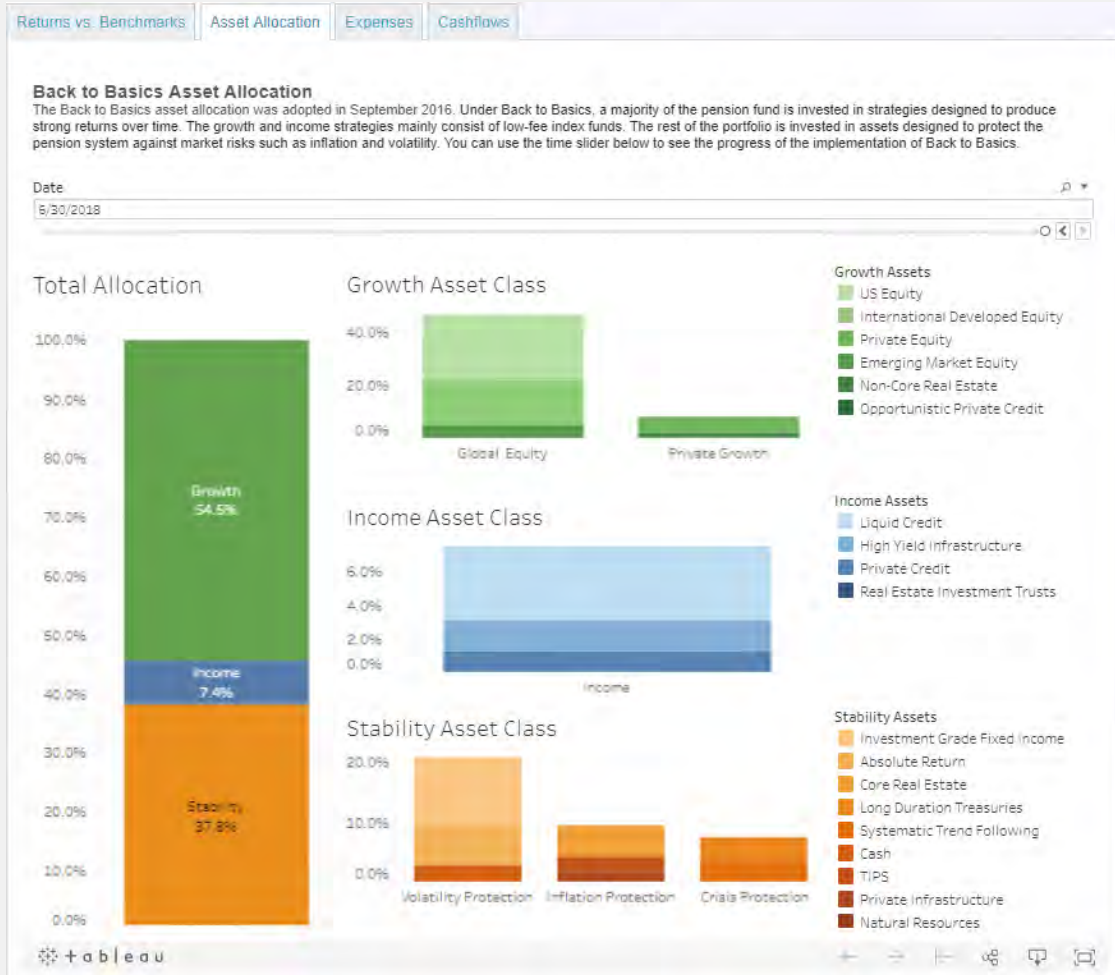 Returns vs. Benchmarks
Asset Allocation
Expenses
Cashflows
Back to Basics Asset Allocation
The Back to Basics asset allocation was adopted in September 2016. Under Back to Basics, a majority of the pension fund is invested in strategies designed to produce
strong returns over time. The growth and income strategies mainly consist of low-fee index funds. The rest of the portfolio is invested in assets designed to protect the
pension system against market risks such as inflation and volatility. You can use the time slider below to see the progress of the implementation of Back to Basics.
Date
6/30/2018
Total Allocation
100.0%
90.0%
80.0%
70.0%
60.0%
50.0%
40.0%
30.0%
20.0%
10.0%
0.0%
Growth
54.5%
Income
7.4%
Stability
37.8%
Growth Asset Class
40.0%
20.0%
0.0%
Global Equity
Private Growth
Growth Assets
US Equity
International Developed Equity
Private Equity
Emerging Market Equity
Non-Core Real Estate
Opportunistic Private Credit
Income Asset Class
6.0%
4.0%
2.0%
0.0%
Income
Income Assets
Liquid Credit
High Yield Infrastructure
Private Credit
Real Estate Investment Trusts
Stability Asset Class
20.0%
10.0%
0.0%
Volatility Protection
Inflation Protection
Crisis Protection
Stability Assets
Investment Grade Fixed Income
Absolute Return
Core Real Estate
Long Duration Treasuries
Systematic Trend Following
Cash
TIPS
Private Infrastructure
Natural Resources
+ableau